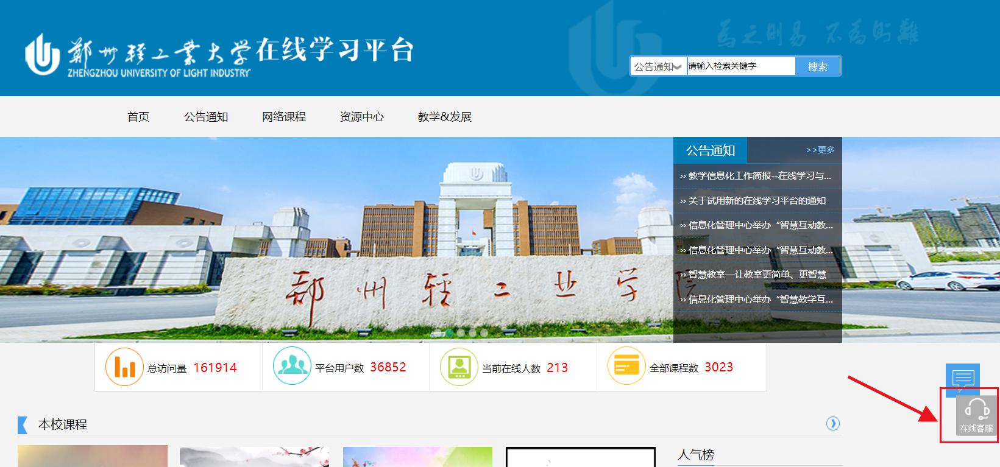 為之則易 不為則難
鄭州輕工業大学在线学习平台
ZHENGZHOU UNIVERSITY OF LIGHT INDUSTRY
公告通知 请输入检索关键字 搜索
首页 公告通知 网络课程 资源中心 教学&发展
公告通知 >>更多
›› 教学信息化工作简报--在线学习与...
›› 关于试用新的在线学习平台的通知
›› 信息化管理中心举办“智慧互动教...
›› 信息化管理中心举办“智慧互动教...
›› 智慧教室—让教室更简单、更智慧
›› 信息化管理中心举办“智慧教学互...
郑州轻工业学院
总访问量 161914 平台用户数 36852 当前在线人数 213 全部课程数 3023
在线客服
本校课程
人气榜